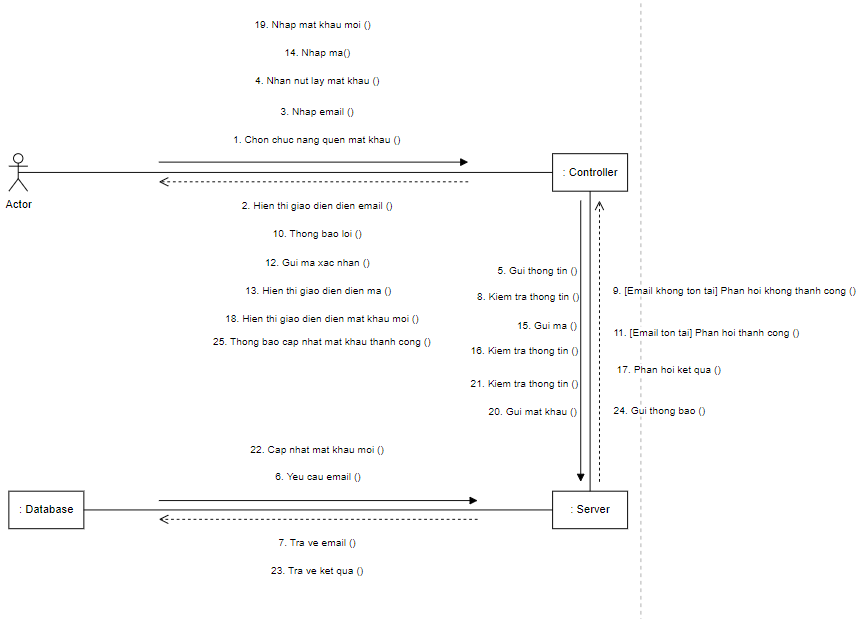 19. Nhap mat khau moi ()
14. Nhap ma()
4. Nhan nut lay mat khau ()
3. Nhap email ()
1. Chon chuc nang quen mat khau ()
Actor
: Controller
2. Hien thi giao dien dien email ()
10. Thong bao loi ()
12. Gui ma xac nhan ()
13. Hien thi giao dien dien ma ()
18. Hien thi giao dien dien mat khau moi ()
25. Thong bao cap nhat mat khau thanh cong ()
5. Gui thong tin ()
8. Kiem tra thong tin ()
15. Gui ma ()
16. Kiem tra thong tin ()
21. Kiem tra thong tin ()
20. Gui mat khau ()
9. [Email khong ton tai] Phan hoi khong thanh cong ()
11. [Email ton tai] Phan hoi thanh cong ()
17. Phan hoi ket qua ()
24. Gui thong bao ()
22. Cap nhat mat khau moi ()
6. Yeu cau email ()
: Database
: Server
7. Tra ve email ()
23. Tra ve ket qua ()